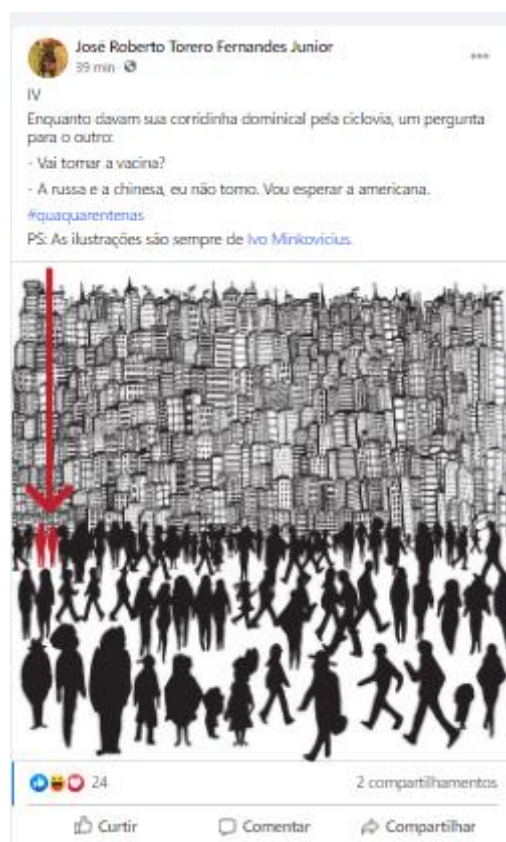 José Roberto Torero Fernandes Junior
39 min ·
IV
Enquanto davam sua corridinha dominical pela ciclovia, um pergunta
para o outro:
- Vai tomar a vacina?
- A russa e a chinesa, eu não tomo. Vou esperar a americana.
#quaquarentenas
PS: As ilustrações são sempre de Ivo Minkovicius.
24
2 compartilhamentos
Curtir
Comentar
Compartilhar